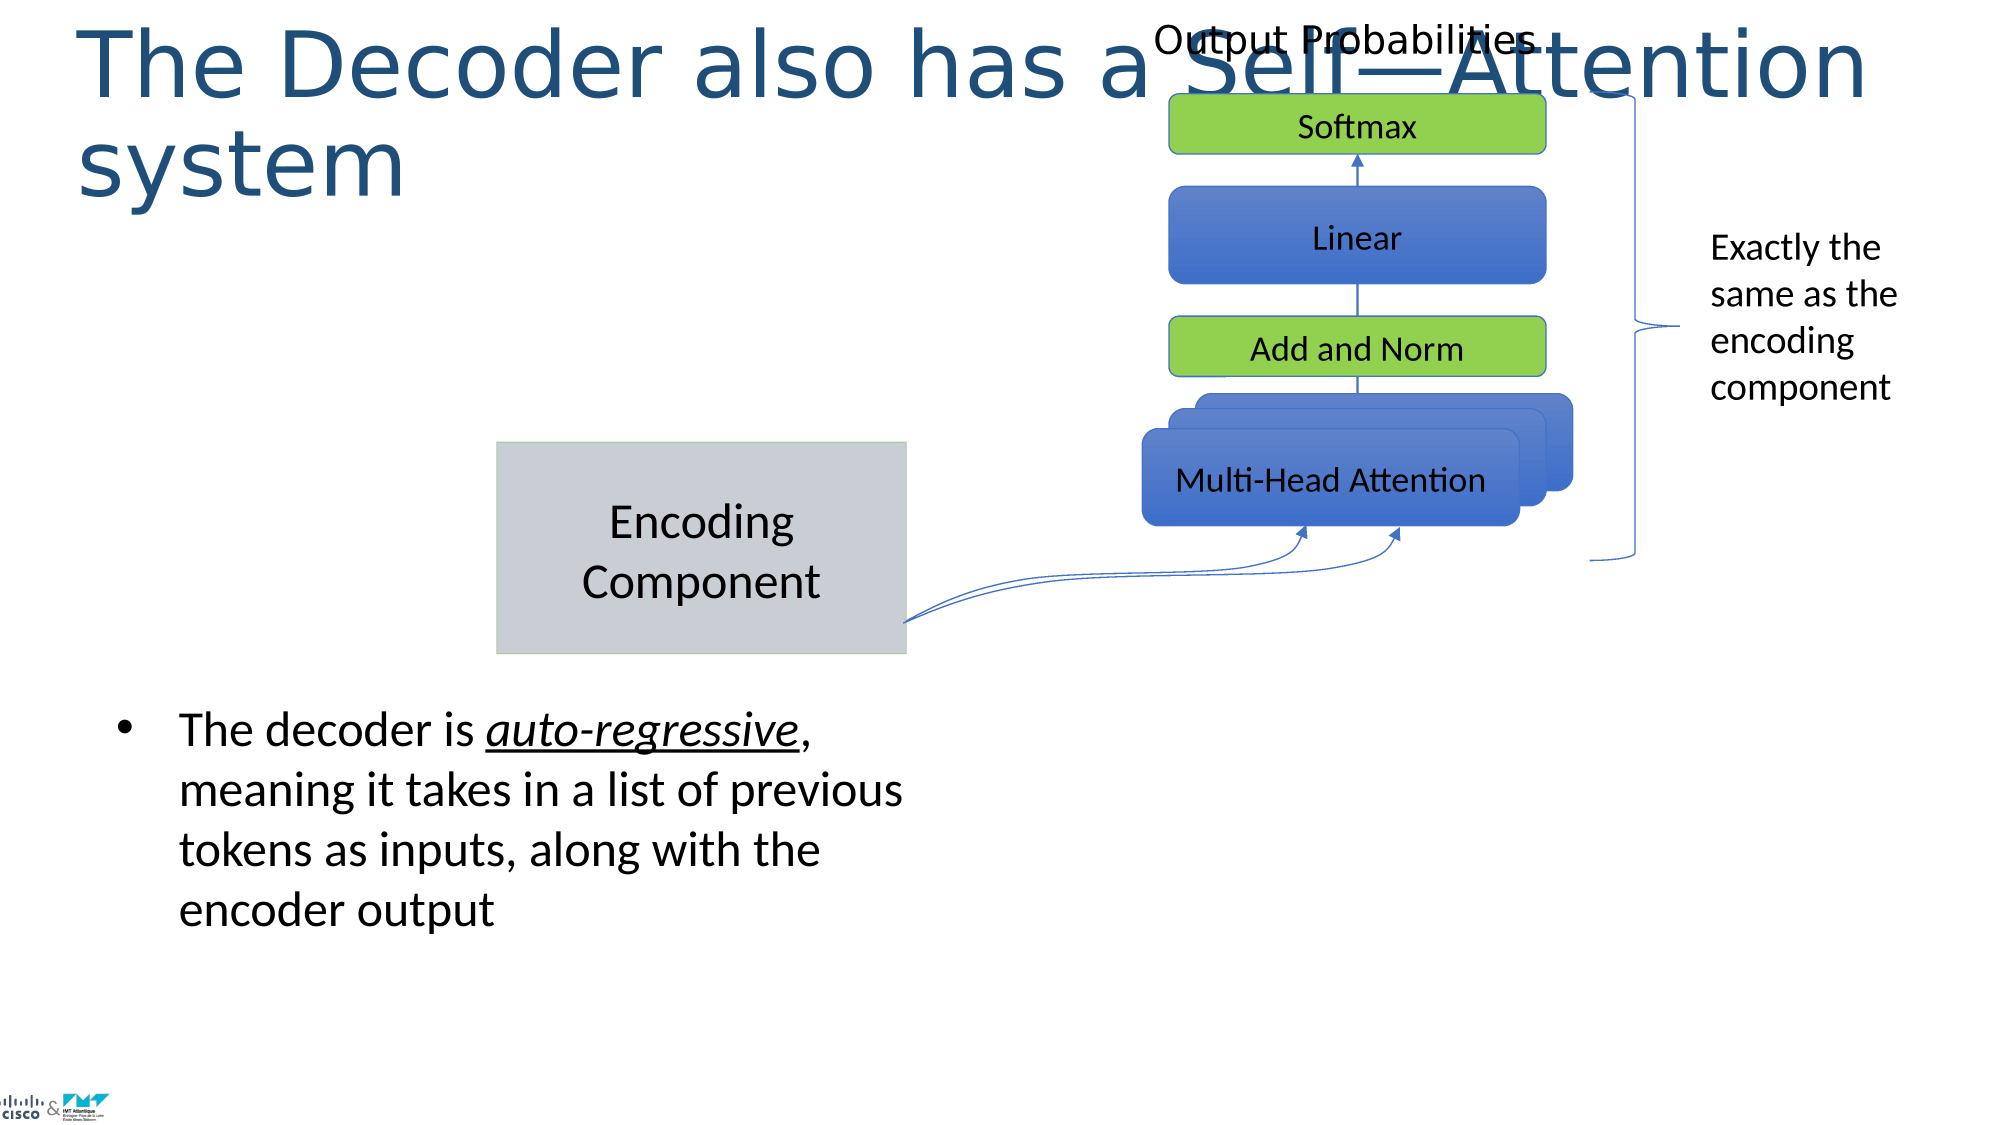 The Decoder also has a Self—Attention
system
Output Probabilities
Softmax
Linear
Add and Norm
Multi-Head Attention
Exactly the
same as the
encoding
component
Encoding
Component
• The decoder is auto-regressive,
meaning it takes in a list of previous
tokens as inputs, along with the
encoder output
CISCO & IMT Atlantique